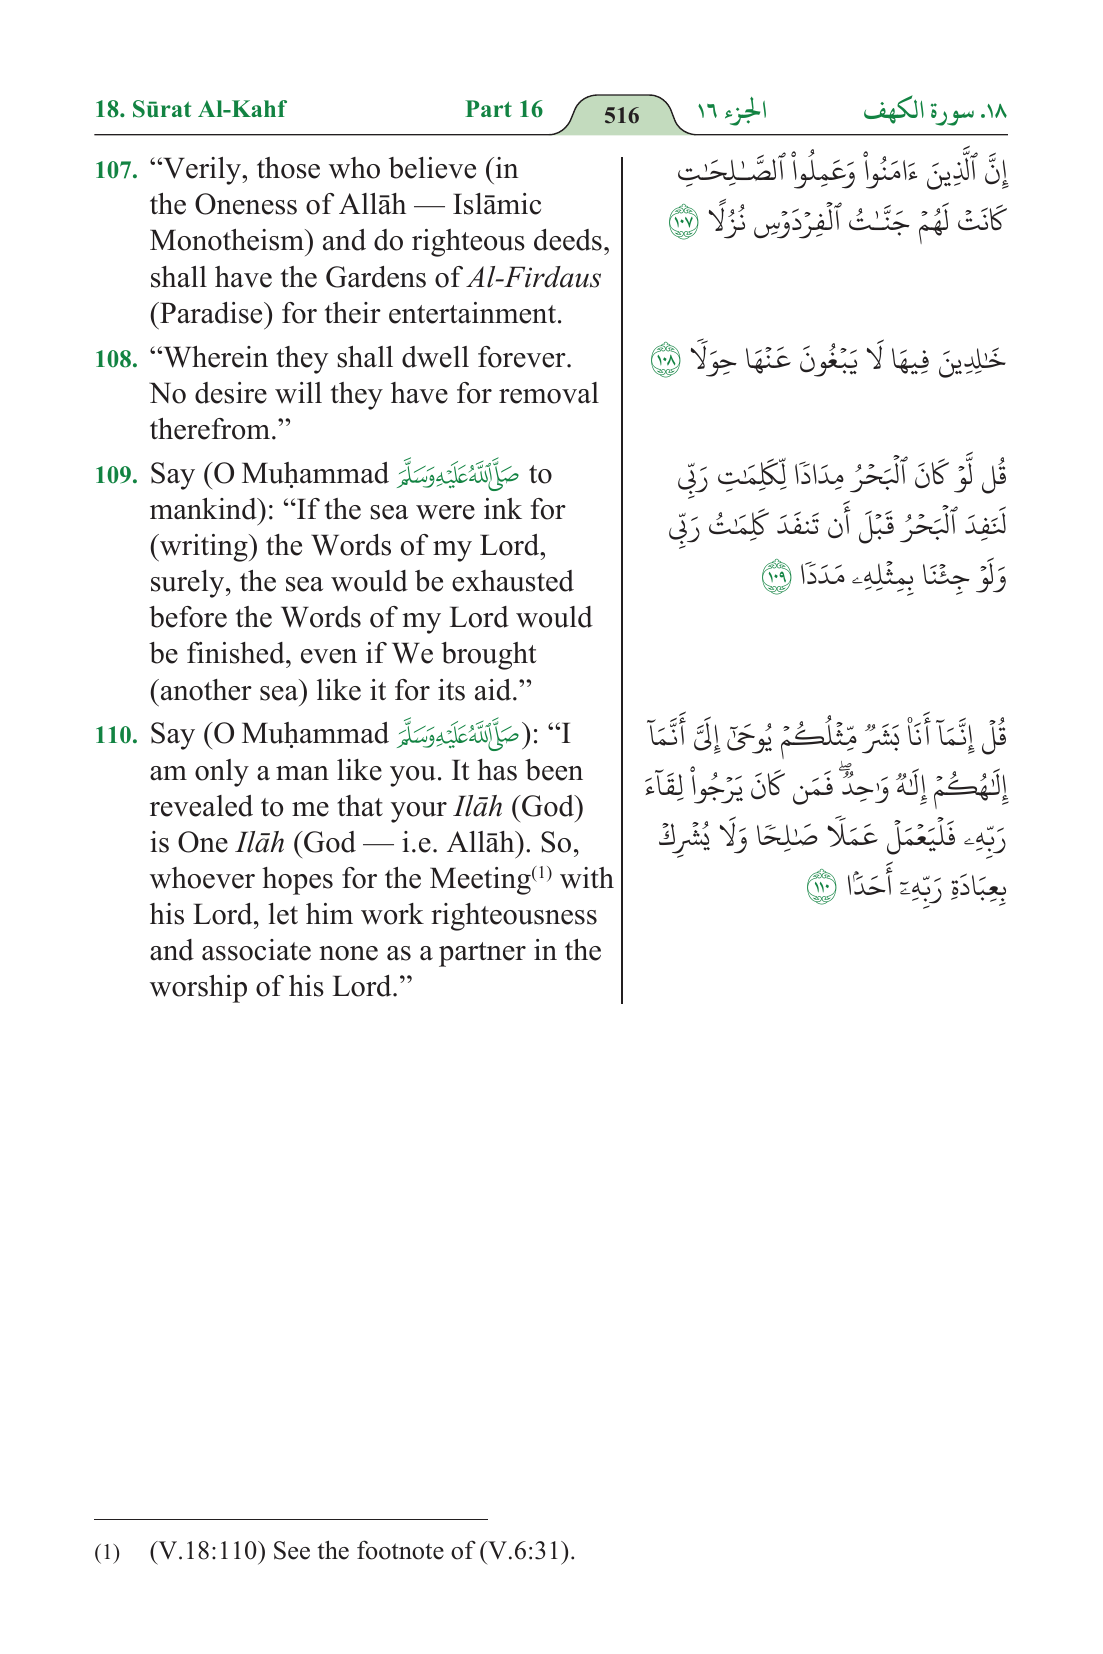 18. Sūrat Al-Kahf
Part 16
516
الجزء ١٦
١٨. سورة الكهف
107. “Verily, those who believe (in
the Oneness of Allāh — Islāmic
Monotheism) and do righteous deeds,
shall have the Gardens of Al-Firdaus
(Paradise) for their entertainment.
108. “Wherein they shall dwell forever.
No desire will they have for removal
therefrom.”
109. Say (O Muḥammad صَلَّى ٱللَّهُ عَلَيْهِ وَسَلَّمَ to
mankind): “If the sea were ink for
(writing) the Words of my Lord,
surely, the sea would be exhausted
before the Words of my Lord would
be finished, even if We brought
(another sea) like it for its aid.”
110. Say (O Muḥammad صَلَّى ٱللَّهُ عَلَيْهِ وَسَلَّمَ): “I
am only a man like you. It has been
revealed to me that your Ilāh (God)
is One Ilāh (God — i.e. Allāh). So,
whoever hopes for the Meeting(1) with
his Lord, let him work righteousness
and associate none as a partner in the
worship of his Lord.”
إِنَّ ٱلَّذِينَ ءَامَنُوا۟ وَعَمِلُوا۟ ٱلصَّـٰلِحَـٰتِ
كَانَتْ لَهُمْ جَنَّـٰتُ ٱلْفِرْدَوْسِ نُزُلًا ١٠٧
خَـٰلِدِينَ فِيهَا لَا يَبْغُونَ عَنْهَا حِوَلًا ١٠٨
قُل لَّوْ كَانَ ٱلْبَحْرُ مِدَادًا لِّكَلِمَـٰتِ رَبِّى
لَنَفِدَ ٱلْبَحْرُ قَبْلَ أَن تَنفَدَ كَلِمَـٰتُ رَبِّى
وَلَوْ جِئْنَا بِمِثْلِهِۦ مَدَدًا ١٠٩
قُلْ إِنَّمَآ أَنَا۠ بَشَرٌ مِّثْلُكُمْ يُوحَىٰٓ إِلَىَّ أَنَّمَآ
إِلَـٰهُكُمْ إِلَـٰهٌ وَٰحِدٌ ۖ فَمَن كَانَ يَرْجُوا۟ لِقَآءَ
رَبِّهِۦ فَلْيَعْمَلْ عَمَلًا صَـٰلِحًا وَلَا يُشْرِكْ
بِعِبَادَةِ رَبِّهِۦٓ أَحَدًۢا ١١٠
(1) (V.18:110) See the footnote of (V.6:31).